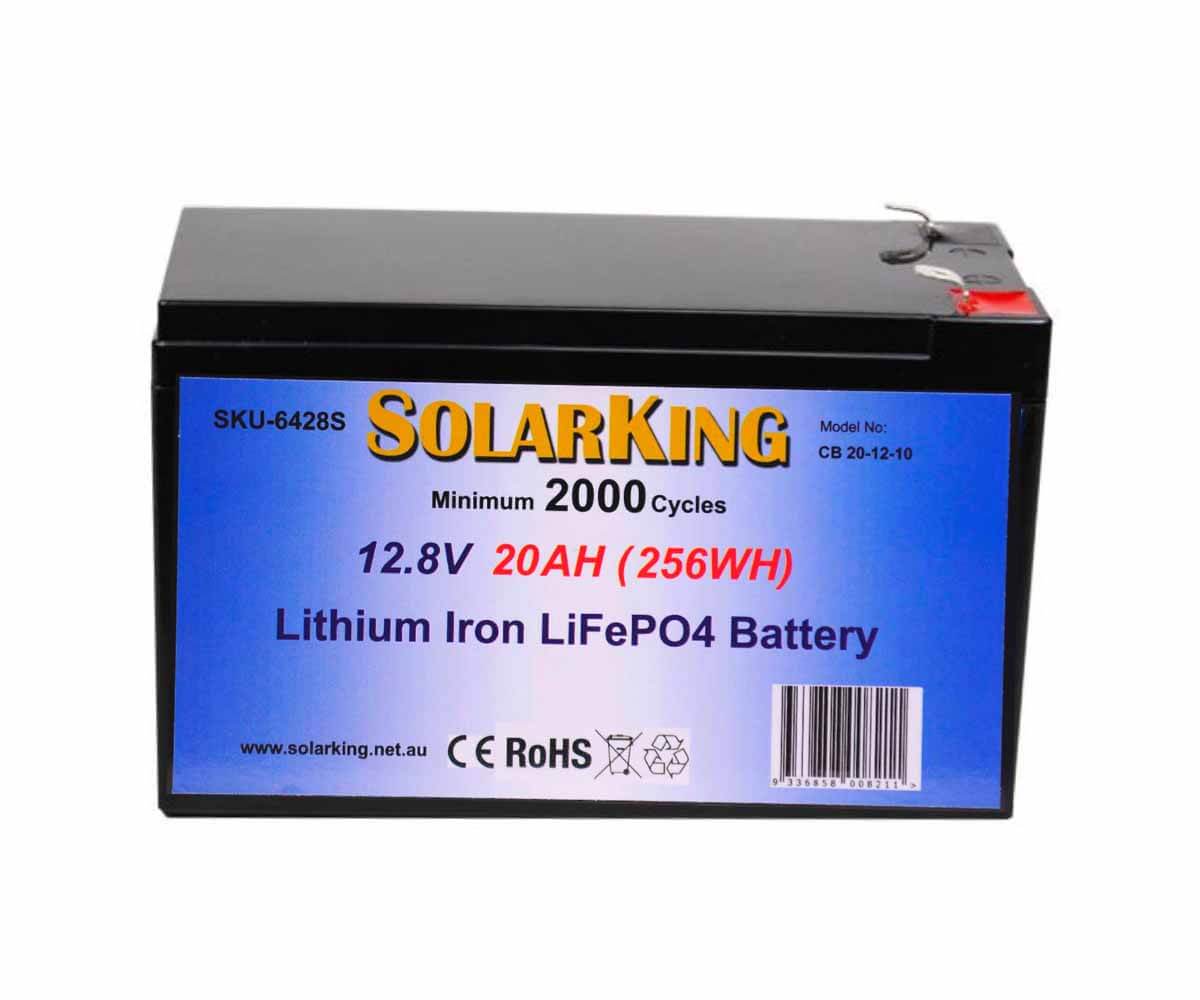 SKU-6428S
SOLARKING
Model No:
CB 20-12-10
Minimum 2000 Cycles
12.8V 20AH (256WH)
Lithium Iron LiFePO4 Battery
www.solarking.net.au
CE RoHS
9 336858 008211 >